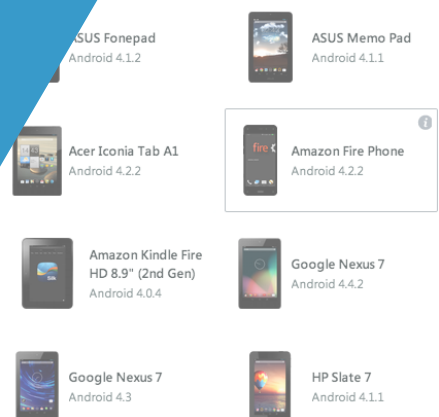 ASUS Fonepad
Android 4.1.2
ASUS Memo Pad
Android 4.1.1
Acer Iconia Tab A1
Android 4.2.2
fire
Amazon Fire Phone
Android 4.2.2
Amazon Kindle Fire
HD 8.9" (2nd Gen)
Android 4.0.4
Google Nexus 7
Android 4.4.2
Google Nexus 7
Android 4.3
HP Slate 7
Android 4.1.1